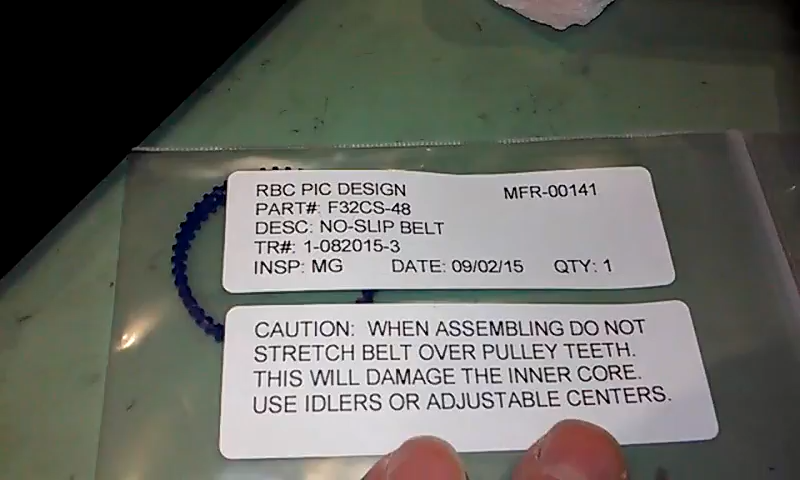 RBC PIC DESIGN MFR-00141
PART#: F32CS-48
DESC: NO-SLIP BELT
TR#: 1-082015-3
INSP: MG DATE: 09/02/15 QTY: 1
CAUTION: WHEN ASSEMBLING DO NOT
STRETCH BELT OVER PULLEY TEETH.
THIS WILL DAMAGE THE INNER CORE.
USE IDLERS OR ADJUSTABLE CENTERS.